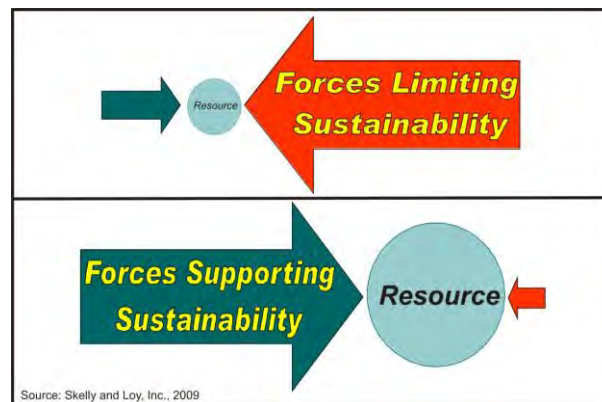 Resource
Forces Limiting
Sustainability
Forces Supporting
Sustainability
Resource
Source: Skelly and Loy, Inc., 2009